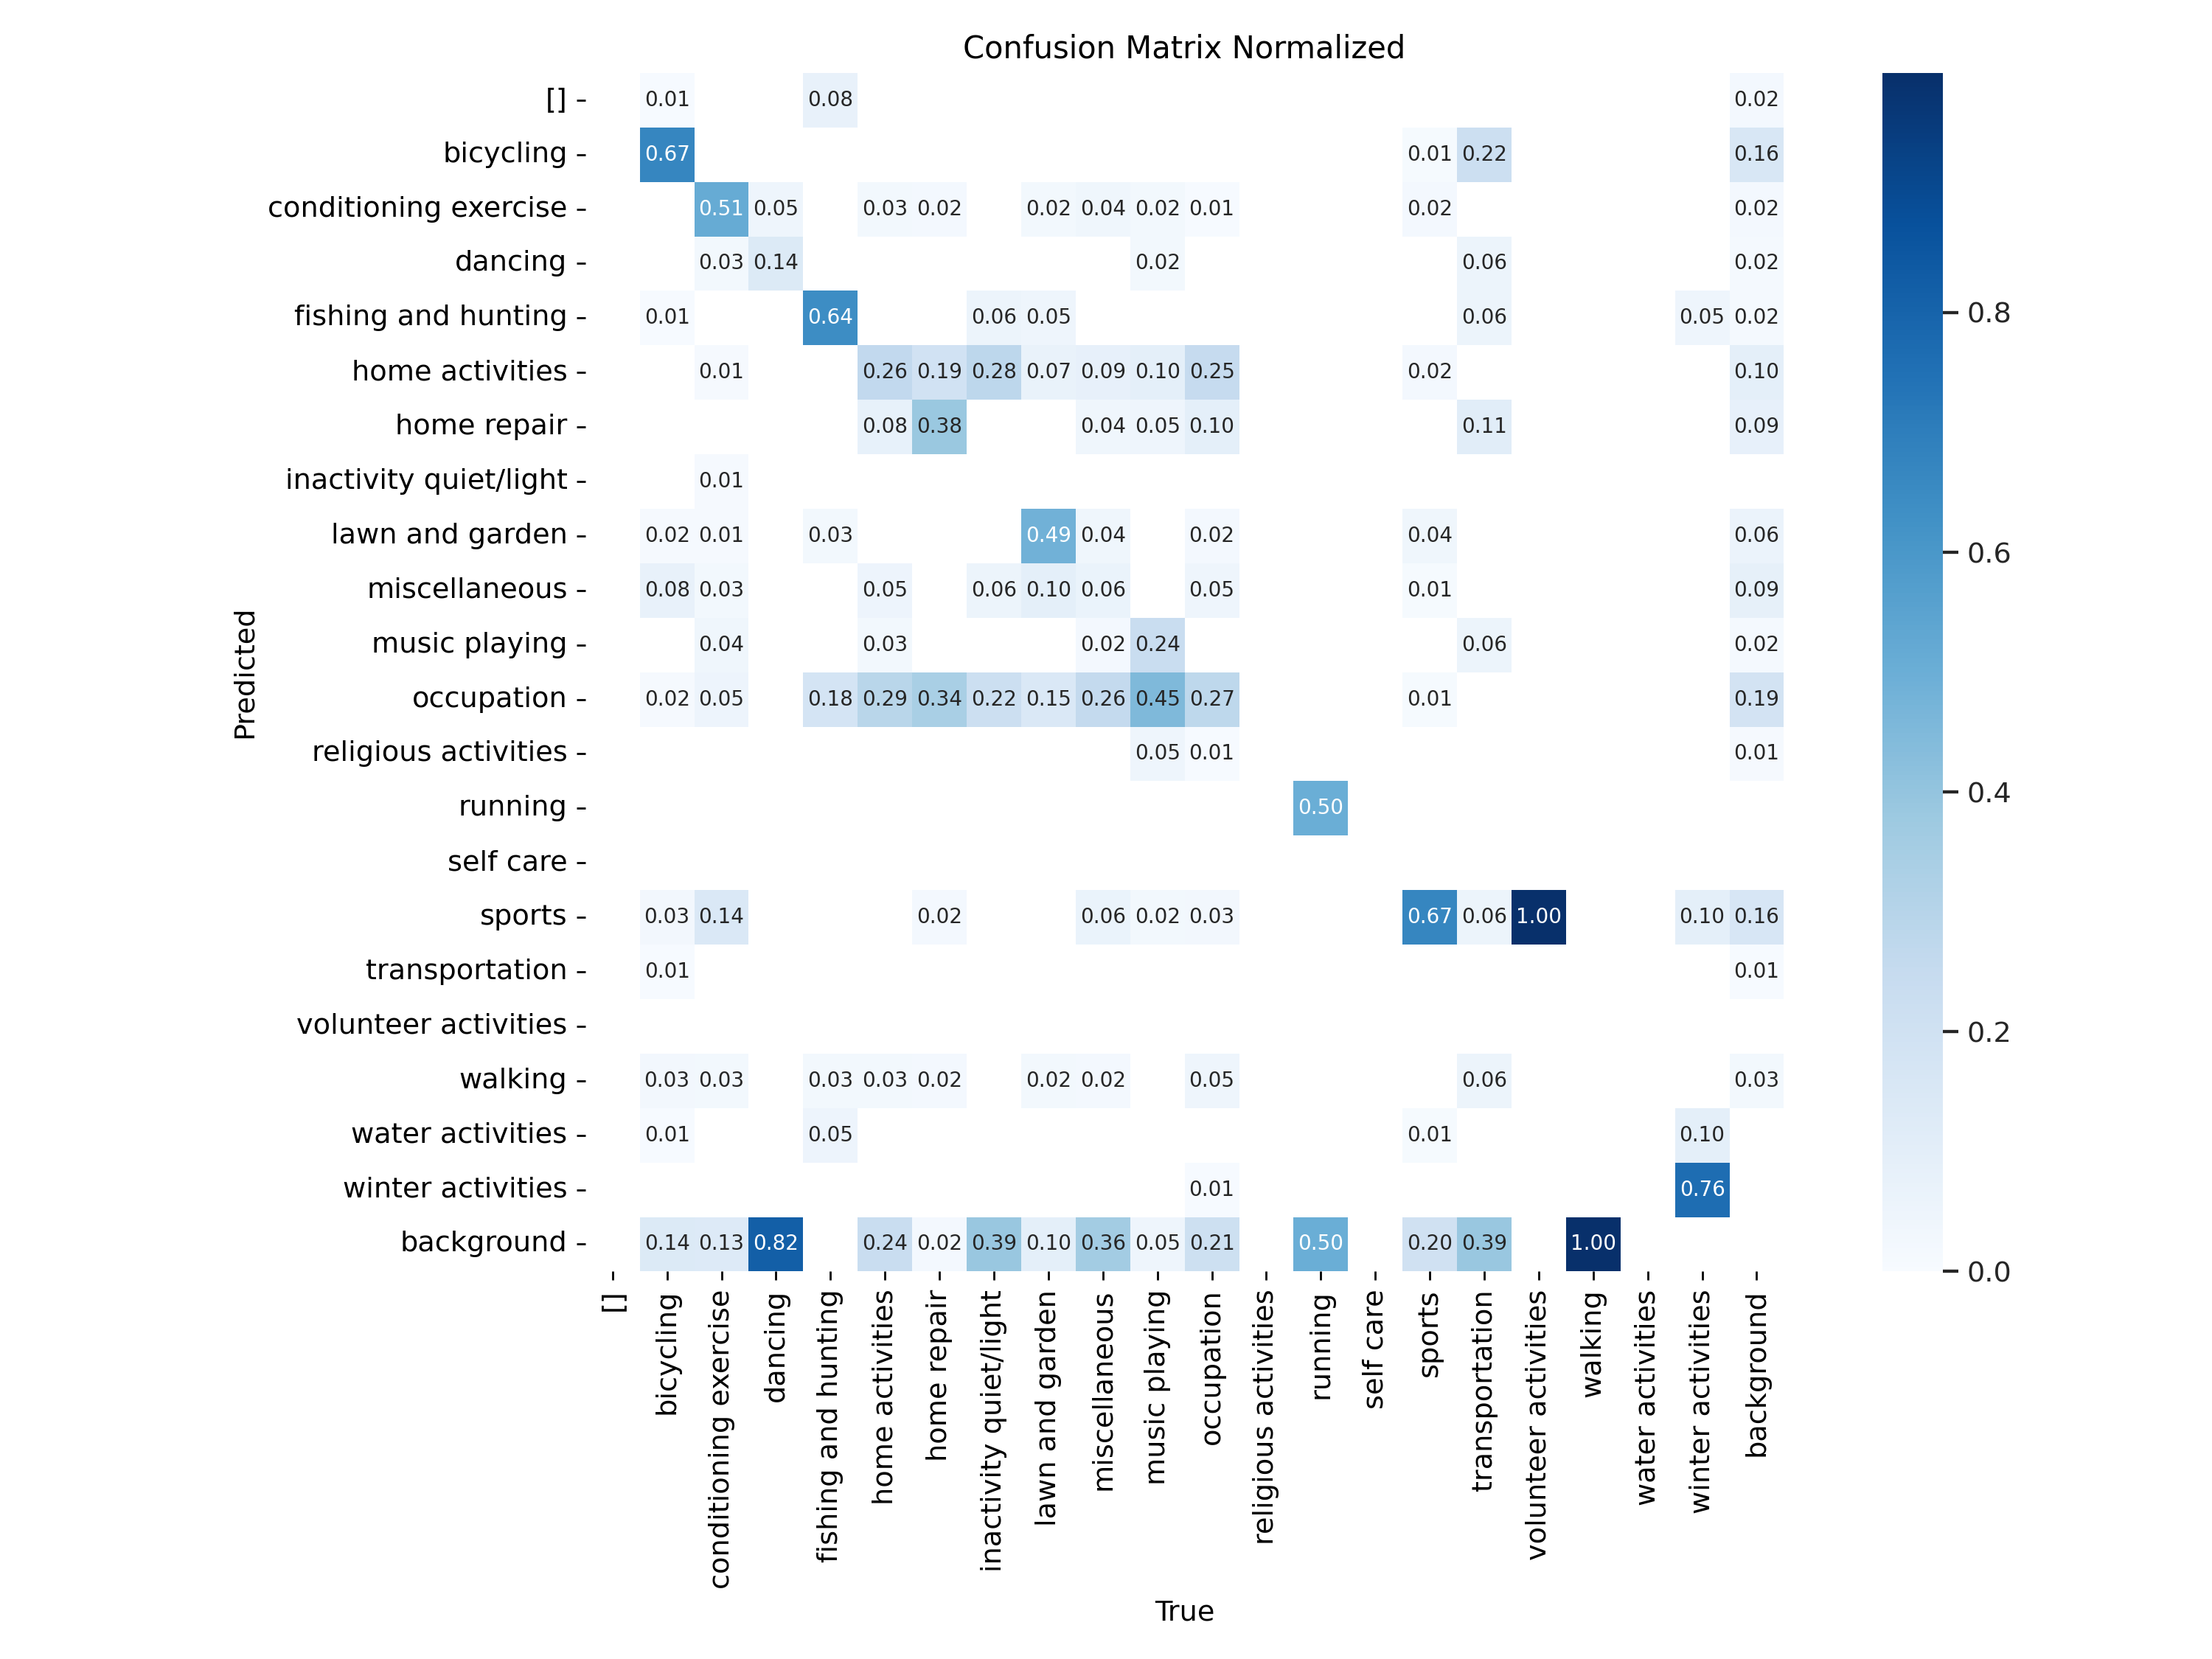 Confusion Matrix Normalized
[] 0.01 0.08 0.02
bicycling 0.67 0.01 0.22 0.16
conditioning exercise 0.51 0.05 0.03 0.02 0.02 0.04 0.02 0.01 0.02 0.02
dancing 0.03 0.14 0.02 0.06 0.02
fishing and hunting 0.01 0.64 0.06 0.05 0.06 0.05 0.02
home activities 0.01 0.26 0.19 0.28 0.07 0.09 0.10 0.25 0.02 0.10
home repair 0.08 0.38 0.04 0.05 0.10 0.11 0.09
inactivity quiet/light 0.01
lawn and garden 0.02 0.01 0.03 0.49 0.04 0.02 0.04 0.06
miscellaneous 0.08 0.03 0.05 0.06 0.10 0.06 0.05 0.01 0.09
music playing 0.04 0.03 0.02 0.24 0.06 0.02
occupation 0.02 0.05 0.18 0.29 0.34 0.22 0.15 0.26 0.45 0.27 0.01 0.19
religious activities 0.05 0.01 0.01
running 0.50
self care
sports 0.03 0.14 0.02 0.06 0.02 0.03 0.67 0.06 1.00 0.10 0.16
transportation 0.01 0.01
volunteer activities
walking 0.03 0.03 0.03 0.03 0.02 0.02 0.02 0.05 0.06 0.03
water activities 0.01 0.05 0.01 0.10
winter activities 0.01 0.76
background 0.14 0.13 0.82 0.24 0.02 0.39 0.10 0.36 0.05 0.21 0.50 0.20 0.39 1.00
Predicted
[]
bicycling
conditioning exercise
dancing
fishing and hunting
home activities
home repair
inactivity quiet/light
lawn and garden
miscellaneous
music playing
occupation
religious activities
running
self care
sports
transportation
volunteer activities
walking
water activities
winter activities
background
True
0.8
0.6
0.4
0.2
0.0